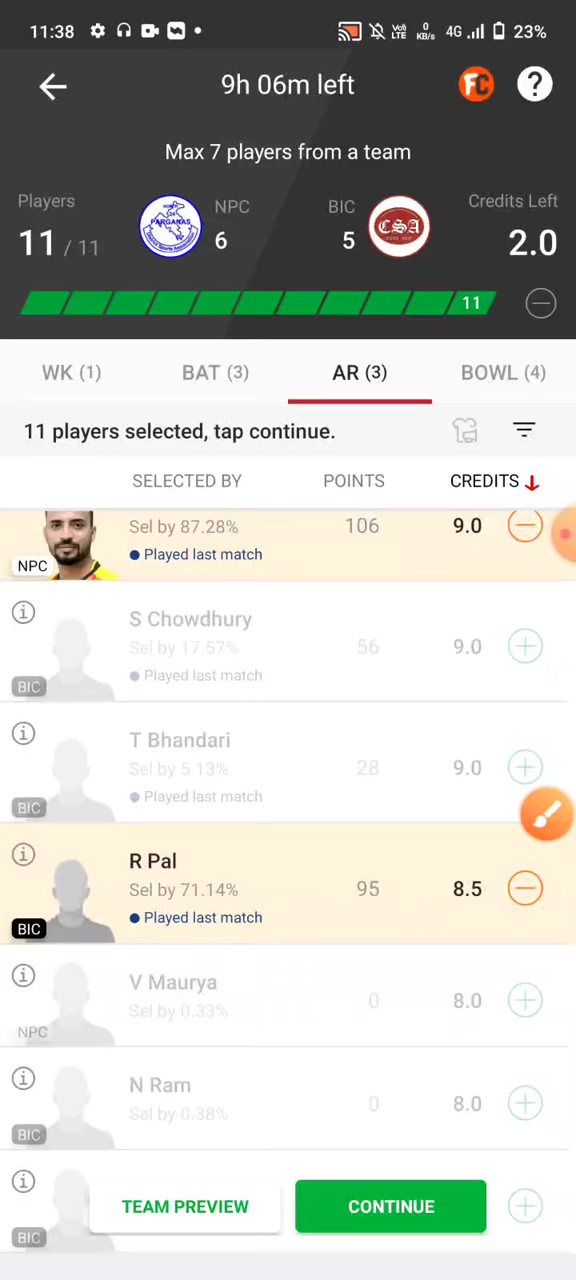 11:38 Vol LTE 0 KB/s 4G 23%
9h 06m left FC ?
Max 7 players from a team
Players NPC BIC Credits Left
11 / 11 PARGANAS 6 5 CSA 2.0
11
WK (1) BAT (3) AR (3) BOWL (4)
11 players selected, tap continue.
SELECTED BY POINTS CREDITS
Sel by 87.28% 106 9.0
Played last match
NPC
S Chowdhury
Sel by 17.57% 56 9.0
Played last match
BIC
T Bhandari
Sel by 5.13% 28 9.0
Played last match
BIC
R Pal
Sel by 71.14% 95 8.5
Played last match
BIC
V Maurya
Sel by 0.33% 0 8.0
NPC
N Ram
Sel by 0.38% 0 8.0
BIC
TEAM PREVIEW CONTINUE
BIC